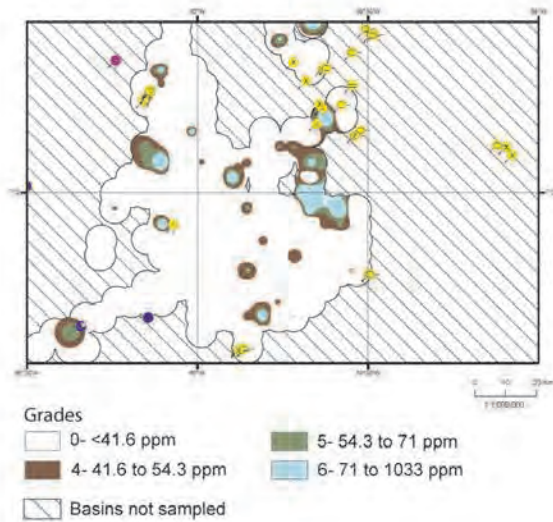 Grades
0- <41.6 ppm
5- 54.3 to 71 ppm
4- 41.6 to 54.3 ppm
6- 71 to 1033 ppm
Basins not sampled